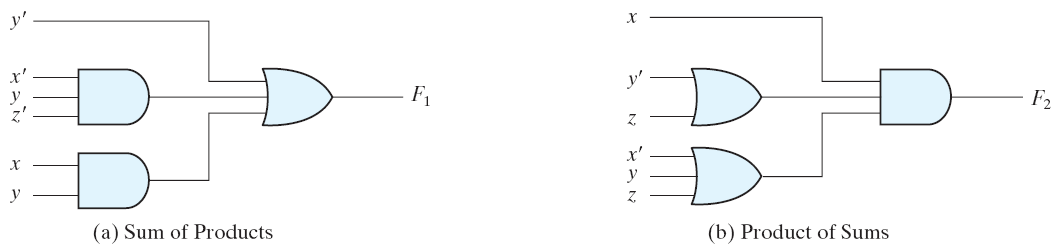 y′
x′
y
z′
x
y
F₁
(a) Sum of Products
x
y′
z
x′
y
z
F₂
(b) Product of Sums